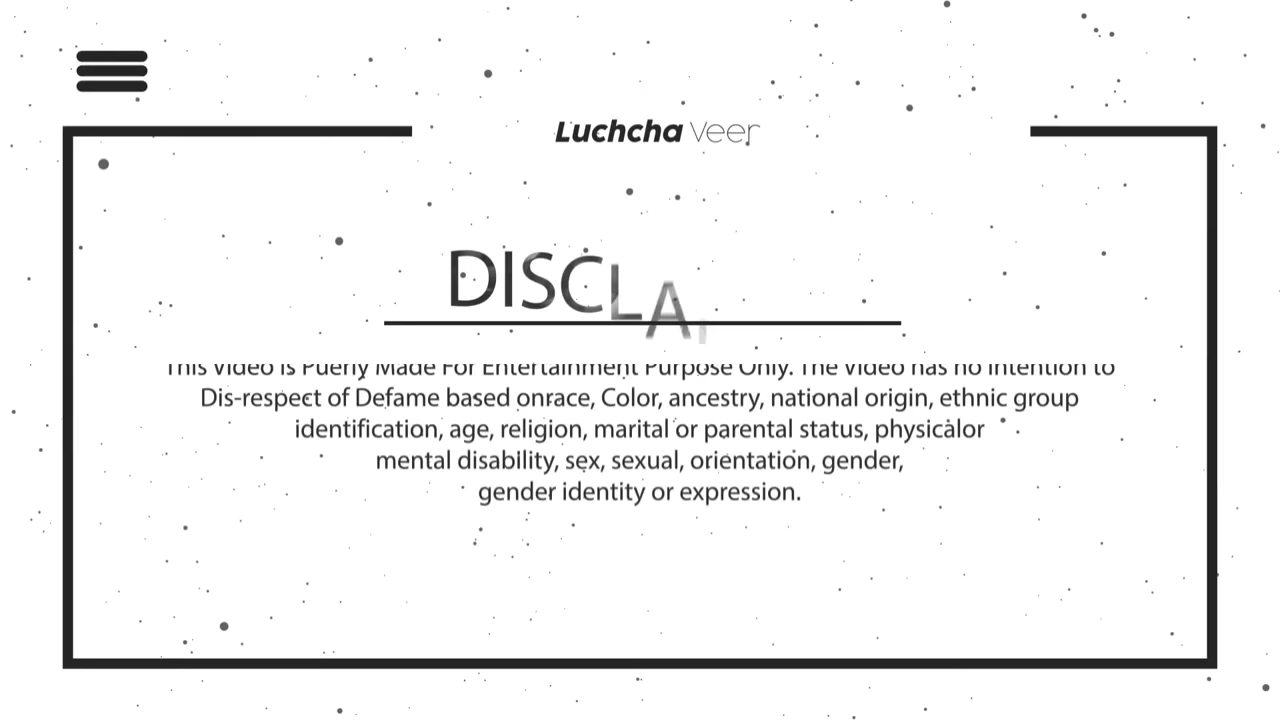 Luchcha Veer
DISCLA
This Video is Puerly Made For Entertainment Purpose Only. The Video has no intention to
Dis-respect of Defame based onrace, Color, ancestry, national origin, ethnic group
identification, age, religion, marital or parental status, physicalor
mental disability, sex, sexual, orientation, gender,
gender identity or expression.